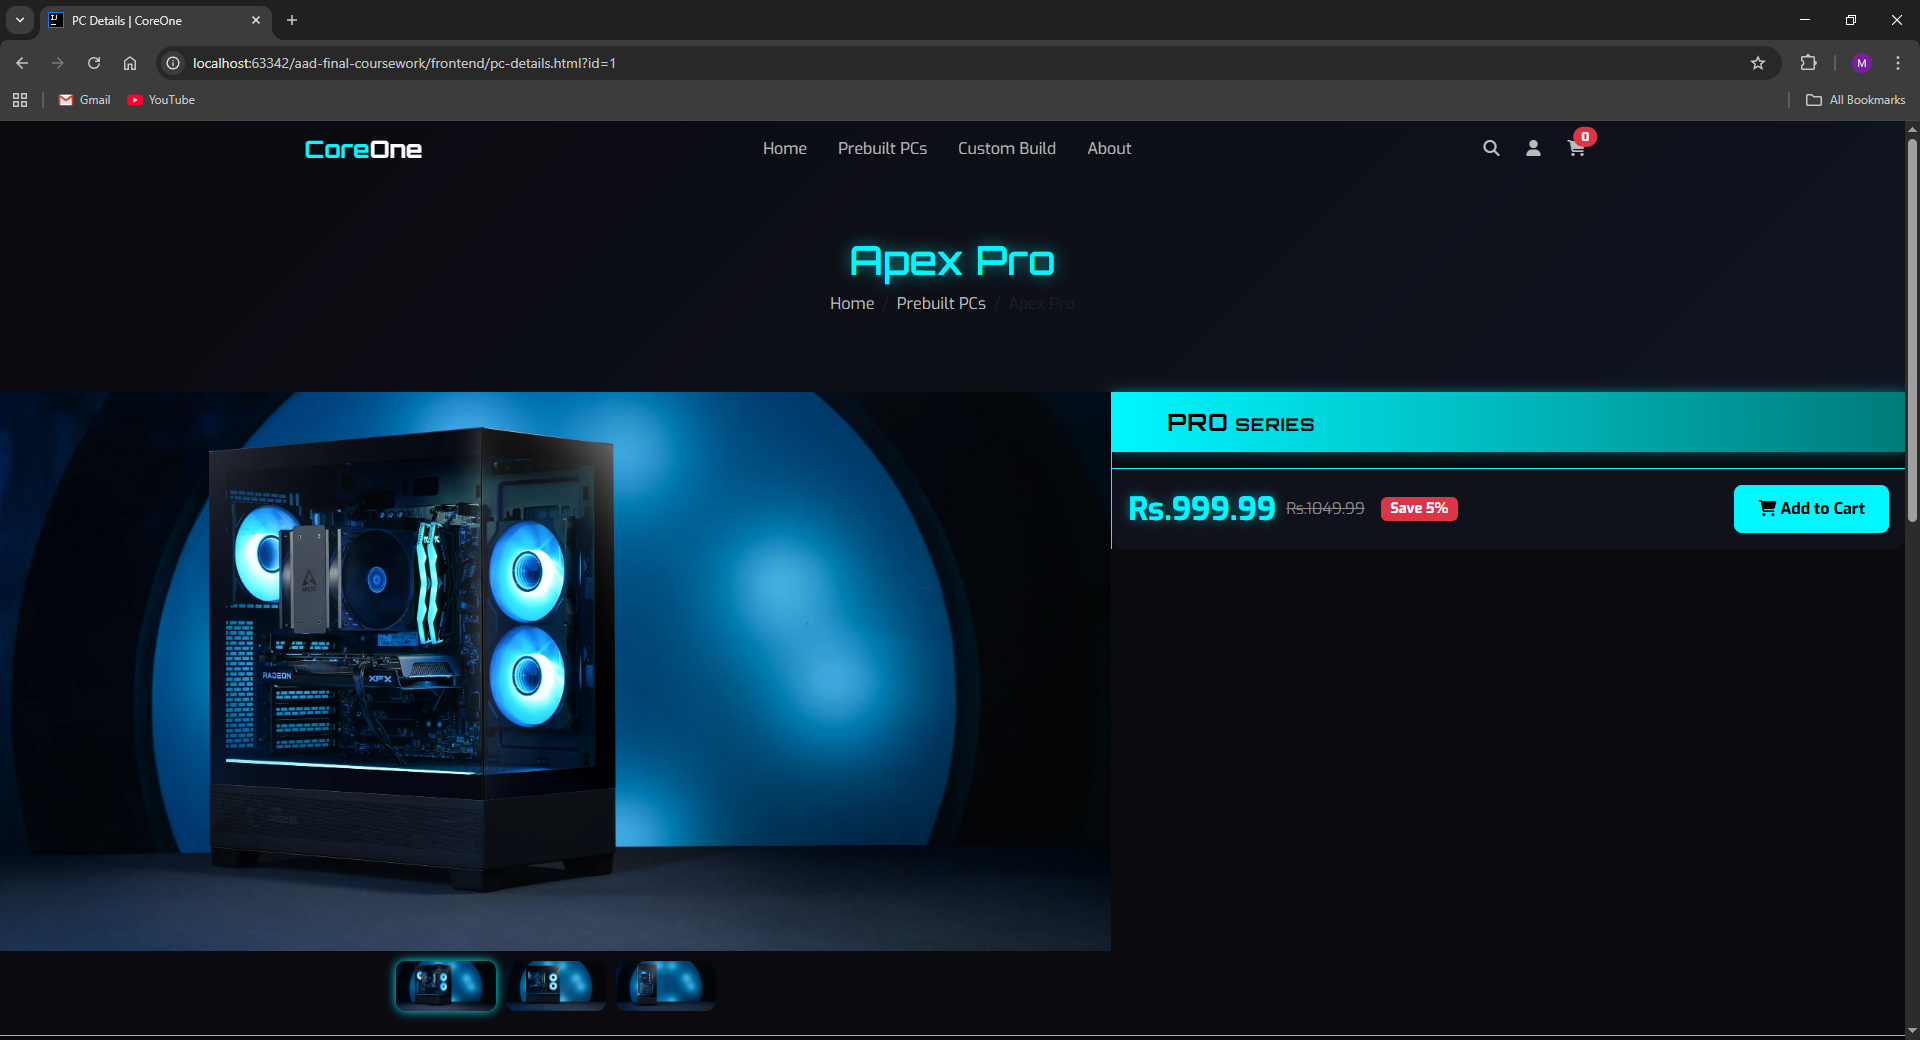 PC Details | CoreOne
localhost:63342/aad-final-coursework/frontend/pc-details.html?id=1
M
Gmail
YouTube
All Bookmarks
CoreOne
Home
Prebuilt PCs
Custom Build
About
0
Apex Pro
Home / Prebuilt PCs / Apex Pro
PRO SERIES
Rs.999.99 Rs.1049.99 Save 5%
Add to Cart
RADEON
XFX